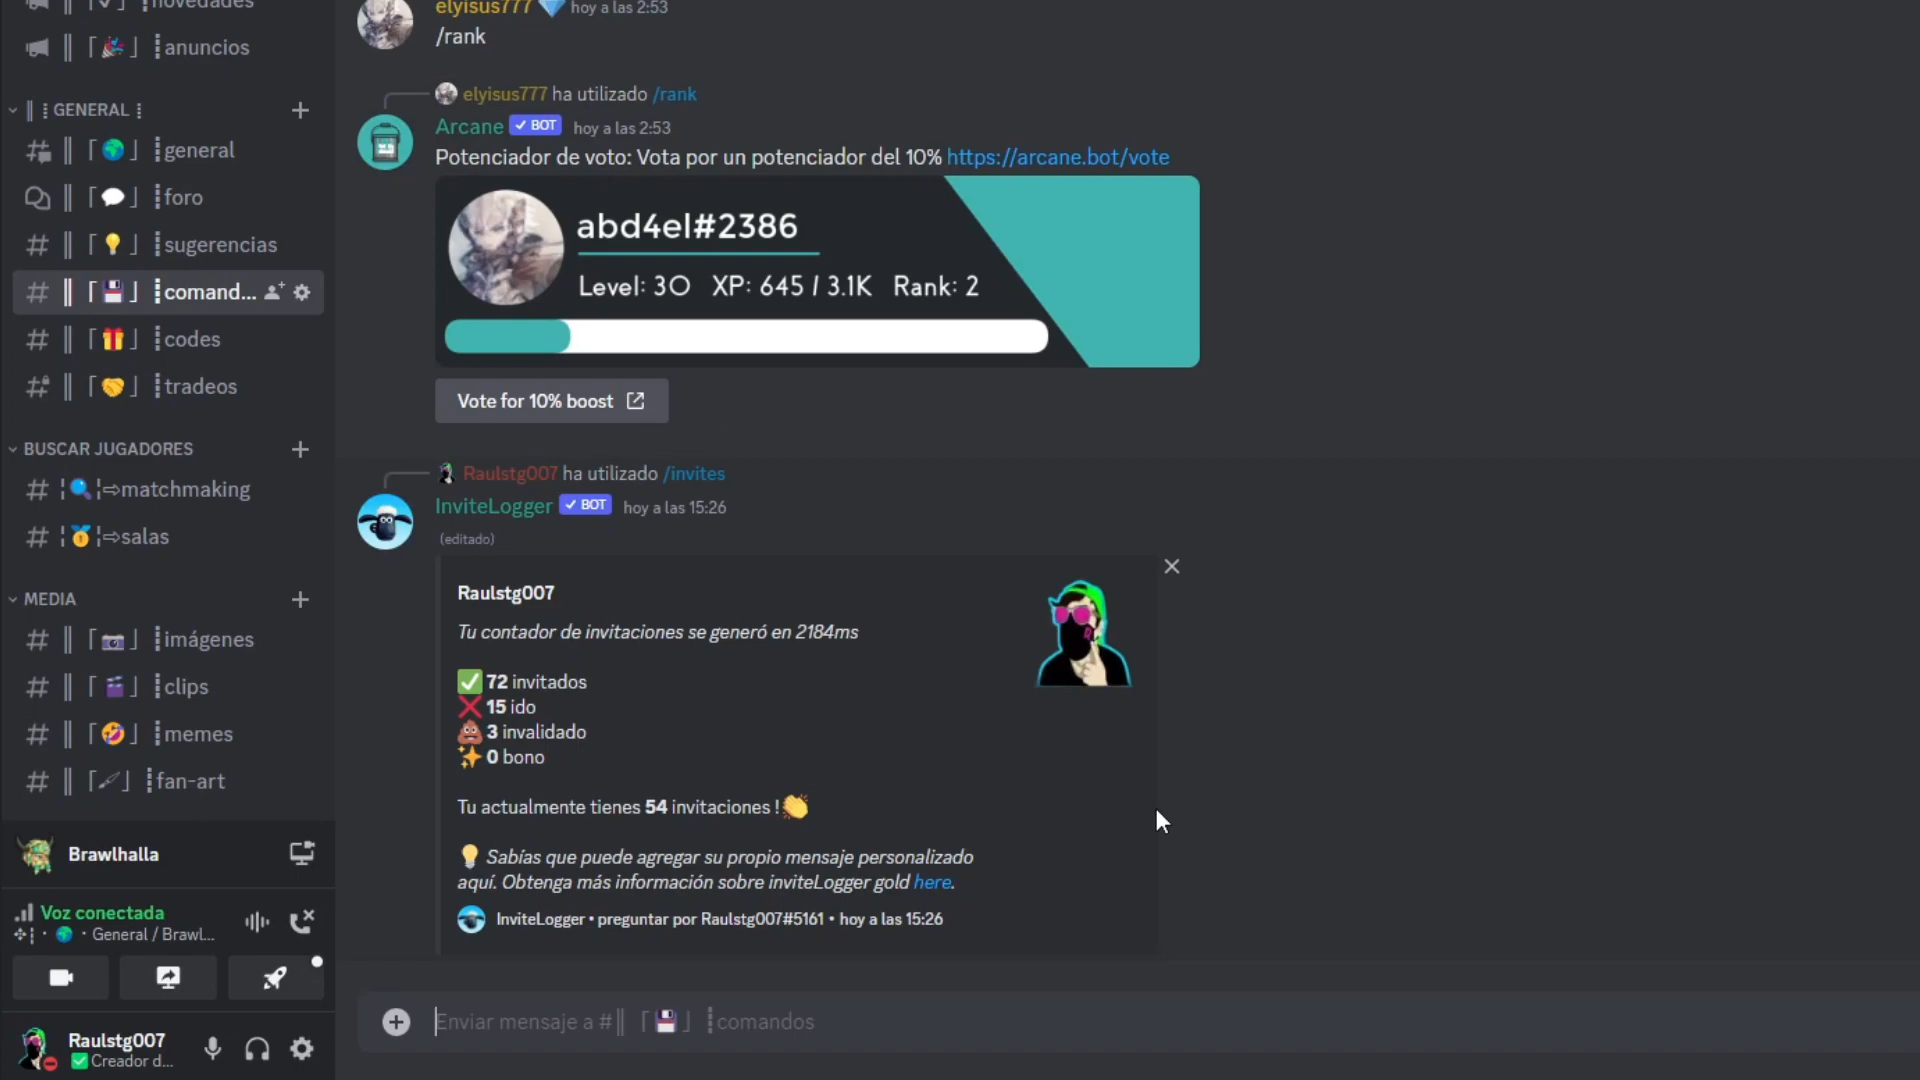 novedades
║「🎉」┋anuncios
║┋GENERAL┋
║「🌍」┋general
║「💬」┋foro
║「💡」┋sugerencias
║「💾」┋comand...
║「🎁」┋codes
║「🤝」┋tradeos
BUSCAR JUGADORES
¦🔍¦⇨matchmaking
¦🥇¦⇨salas
MEDIA
║「📷」┋imágenes
║「🎬」┋clips
║「🤣」┋memes
║「🖌」┋fan-art
Brawlhalla
Voz conectada
General / Brawl...
Raulstg007
✅Creador d...
elyisus777 💎 hoy a las 2:53
/rank
elyisus777 ha utilizado /rank
Arcane ✓ BOT hoy a las 2:53
Potenciador de voto: Vota por un potenciador del 10% https://arcane.bot/vote
abd4el#2386
Level: 30 XP: 645 / 3.1K Rank: 2
Vote for 10% boost
Raulstg007 ha utilizado /invites
InviteLogger ✓ BOT hoy a las 15:26
(editado)
Raulstg007
Tu contador de invitaciones se generó en 2184ms
✅ 72 invitados
❌ 15 ido
💩 3 invalidado
✨ 0 bono
Tu actualmente tienes 54 invitaciones ! 👏
💡 Sabías que puede agregar su propio mensaje personalizado
aquí. Obtenga más información sobre inviteLogger gold here.
InviteLogger • preguntar por Raulstg007#5161 • hoy a las 15:26
Enviar mensaje a #║「💾」┋comandos